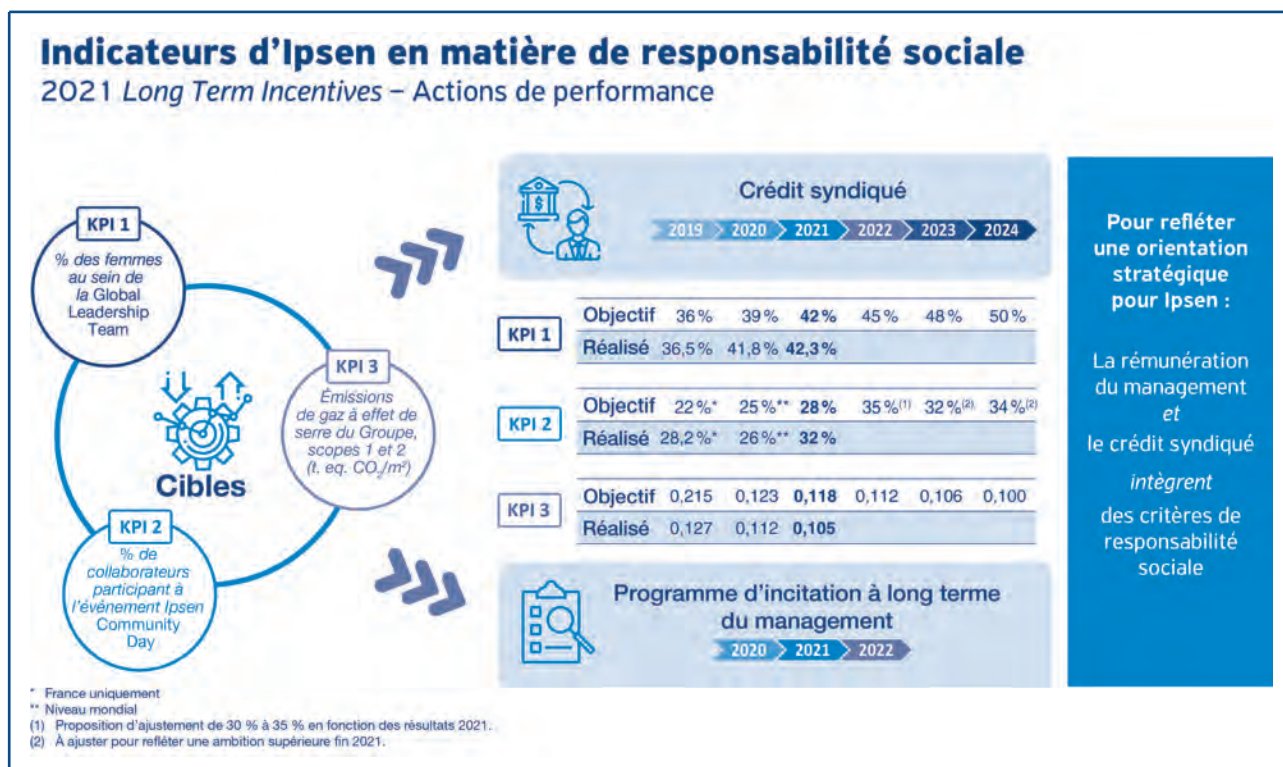 Indicateurs d'Ipsen en matière de responsabilité sociale
2021 Long Term Incentives – Actions de performance
KPI 1
% des femmes
au sein de
la Global
Leadership
Team
KPI 3
Émissions
de gaz à effet de
serre du Groupe,
scopes 1 et 2
(t. eq. CO₂/m²)
Cibles
KPI 2
% de
collaborateurs
participant à
l'événement Ipsen
Community
Day
Crédit syndiqué
2019 2020 2021 2022 2023 2024
KPI 1
Objectif 36 % 39 % 42 % 45 % 48 % 50 %
Réalisé 36,5 % 41,8 % 42,3 %
KPI 2
Objectif 22 %* 25 %** 28 % 35 %(1) 32 %(2) 34 %(2)
Réalisé 28,2 %* 26 %** 32 %
KPI 3
Objectif 0,215 0,123 0,118 0,112 0,106 0,100
Réalisé 0,127 0,112 0,105
Programme d'incitation à long terme
du management
2020 2021 2022
Pour refléter
une orientation
stratégique
pour Ipsen :
La rémunération
du management
et
le crédit syndiqué
intègrent
des critères de
responsabilité
sociale
* France uniquement
** Niveau mondial
(1) Proposition d'ajustement de 30 % à 35 % en fonction des résultats 2021.
(2) À ajuster pour refléter une ambition supérieure fin 2021.